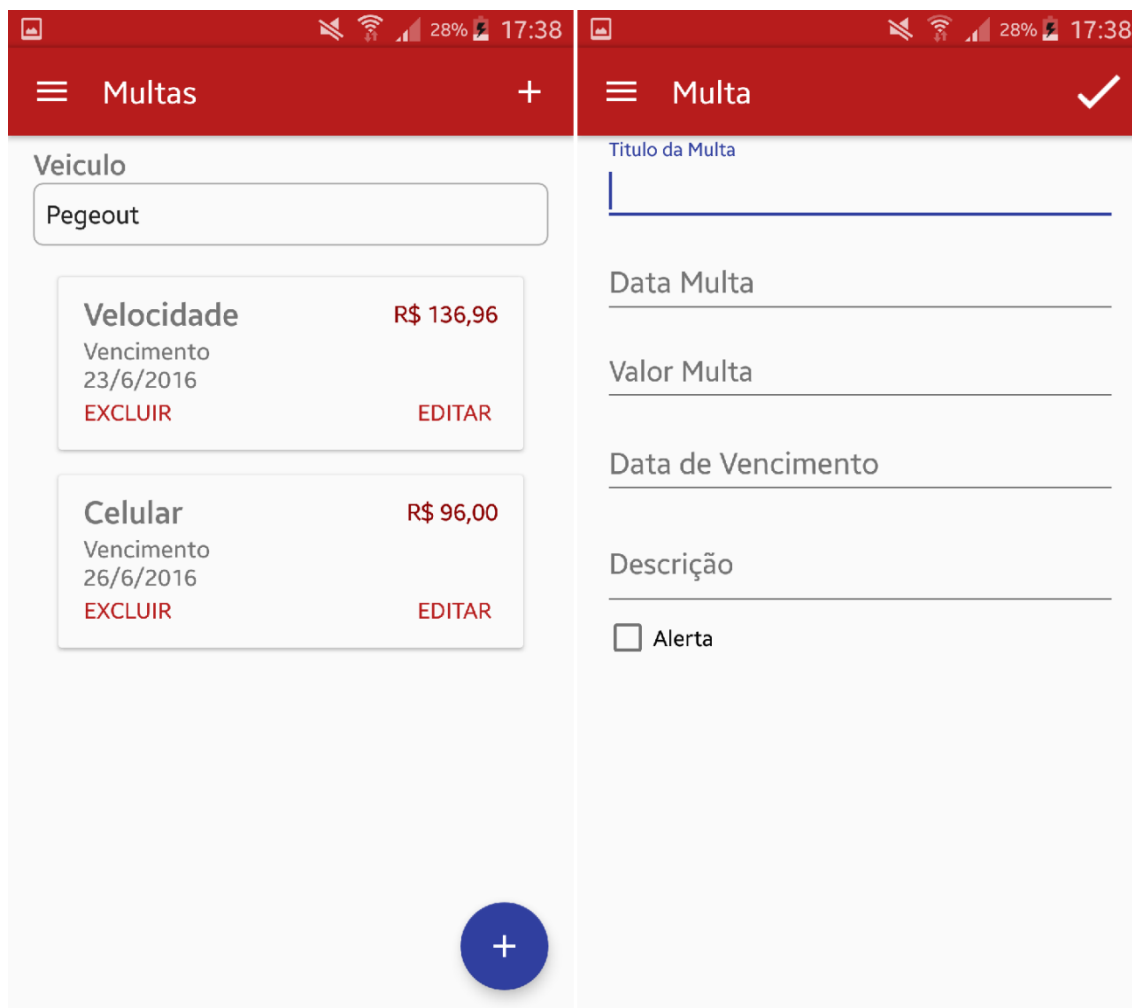 28% 17:38
Multas +
Veiculo
Pegeout
Velocidade R$ 136,96
Vencimento
23/6/2016
EXCLUIR EDITAR
Celular R$ 96,00
Vencimento
26/6/2016
EXCLUIR EDITAR
+
28% 17:38
Multa
Titulo da Multa
Data Multa
Valor Multa
Data de Vencimento
Descrição
Alerta